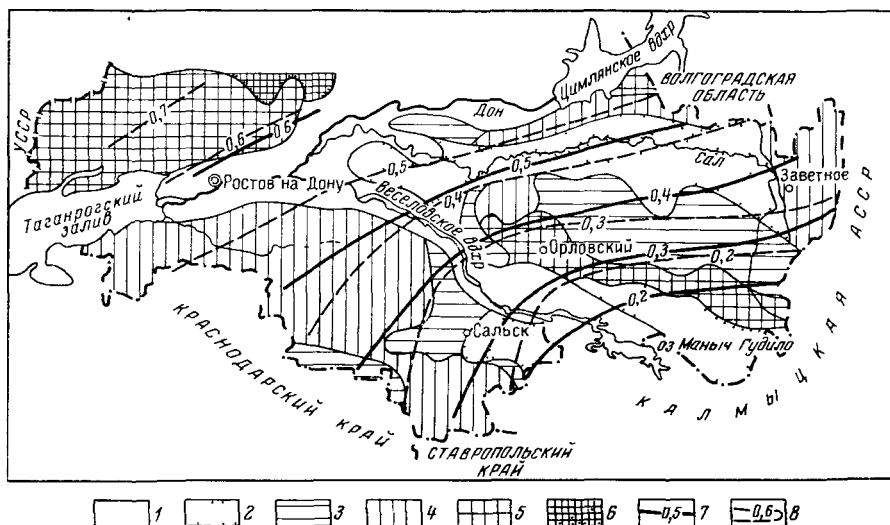 Цимлянское вдхр
ВОЛГОГРАДСКАЯ
ОБЛАСТЬ
УССР
0,7
Дон
0,6
0,6
0,5
0,5
Сал
Заветное
Ростов на Дону
0,4
0,4
Таганрогский
залив
Веселовское вдхр
0,3
Орловский
0,3
0,2
0,2
Сальск
оз Маныч Гудило
КРАСНОДАРСКИЙ КРАЙ
КАЛМЫЦКАЯ АССР
СТАВРОПОЛЬСКИЙ
КРАЙ
1 2 3 4 5 6 0,5 7 0,6 8